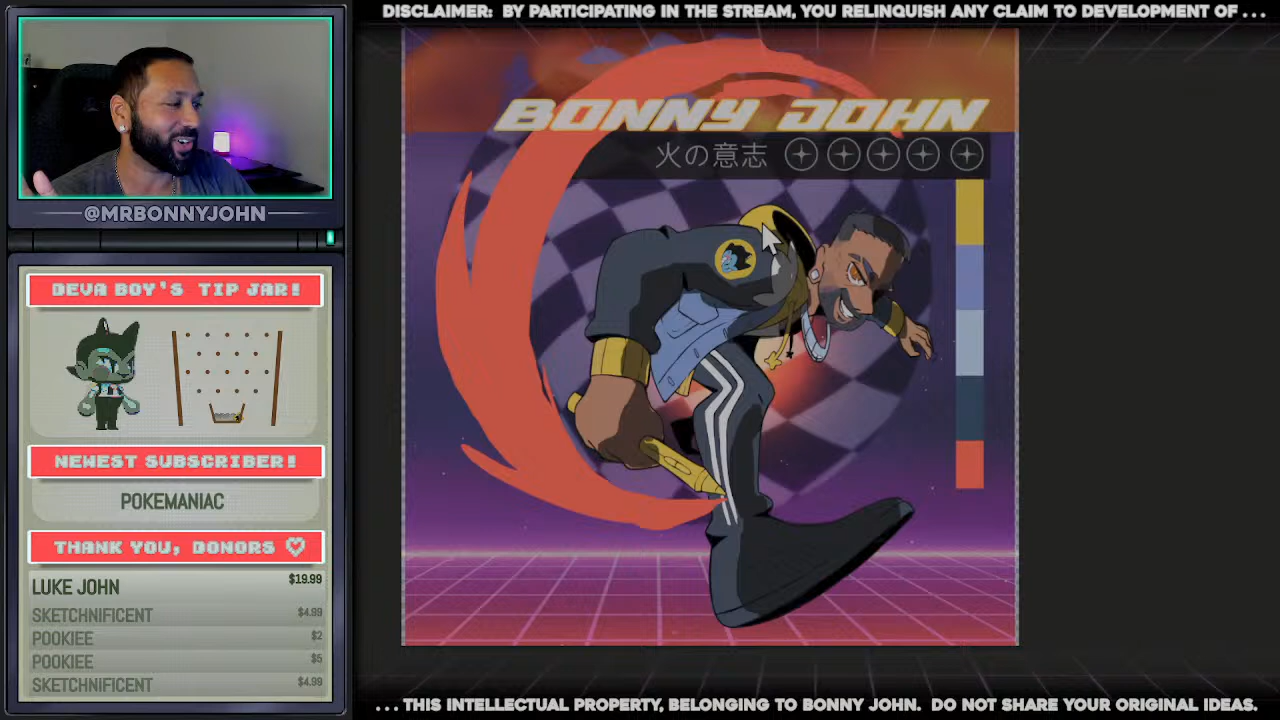 DISCLAIMER: BY PARTICIPATING IN THE STREAM, YOU RELINQUISH ANY CLAIM TO DEVELOPMENT OF . . .
BONNY JOHN
火の意志
@MRBONNYJOHN
DEVA BOY'S TIP JAR!
NEWEST SUBSCRIBER!
POKEMANIAC
THANK YOU, DONORS ♡
LUKE JOHN $19.99
SKETCHNIFICENT $4.99
POOKIEE $2
POOKIEE $5
SKETCHNIFICENT $4.99
. . . THIS INTELLECTUAL PROPERTY, BELONGING TO BONNY JOHN. DO NOT SHARE YOUR ORIGINAL IDEAS.